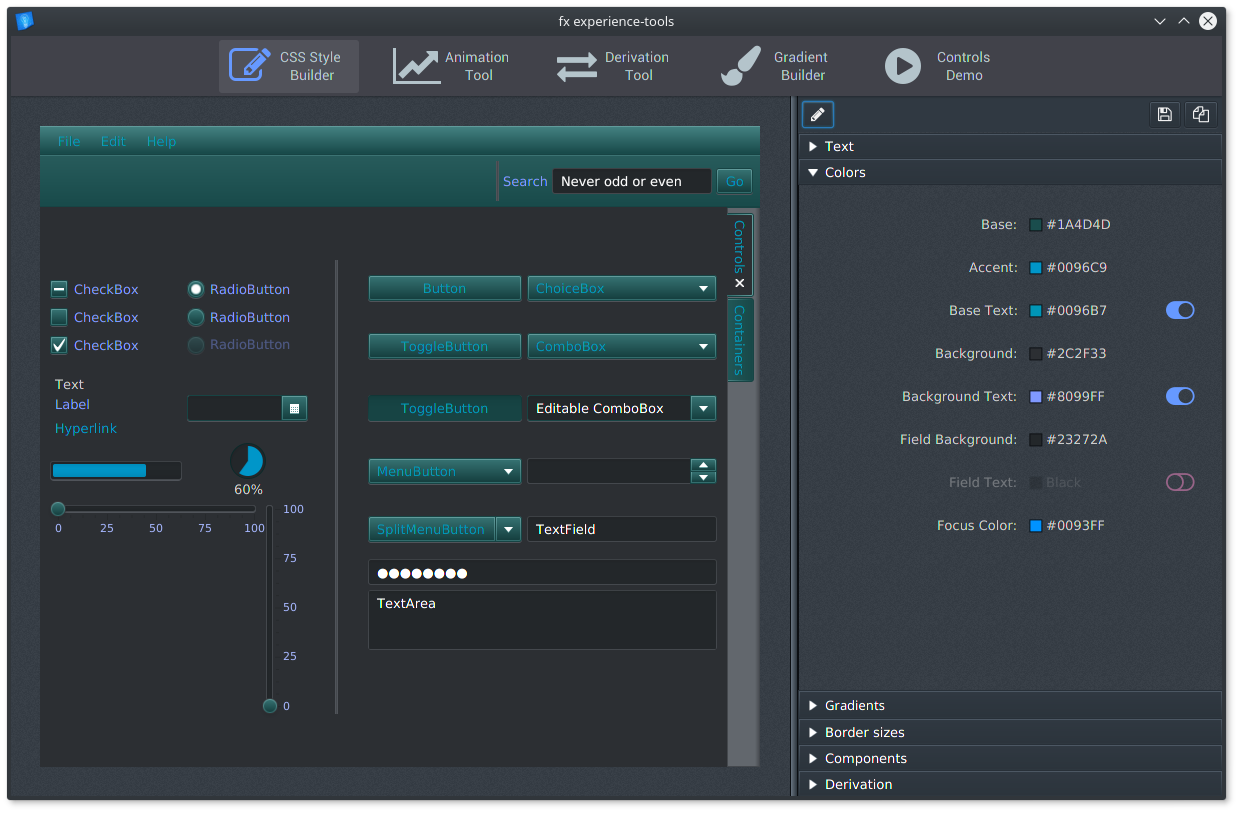 fx experience-tools
CSS Style
Builder
Animation
Tool
Derivation
Tool
Gradient
Builder
Controls
Demo
File Edit Help
Search Never odd or even Go
Controls
Containers
CheckBox RadioButton
CheckBox RadioButton
CheckBox RadioButton
Text
Label
Hyperlink
60%
0 25 50 75 100
100
75
50
25
0
Button ChoiceBox
ToggleButton ComboBox
ToggleButton Editable ComboBox
MenuButton
SplitMenuButton TextField
TextArea
Text
Colors
Base: #1A4D4D
Accent: #0096C9
Base Text: #0096B7
Background: #2C2F33
Background Text: #8099FF
Field Background: #23272A
Field Text: Black
Focus Color: #0093FF
Gradients
Border sizes
Components
Derivation